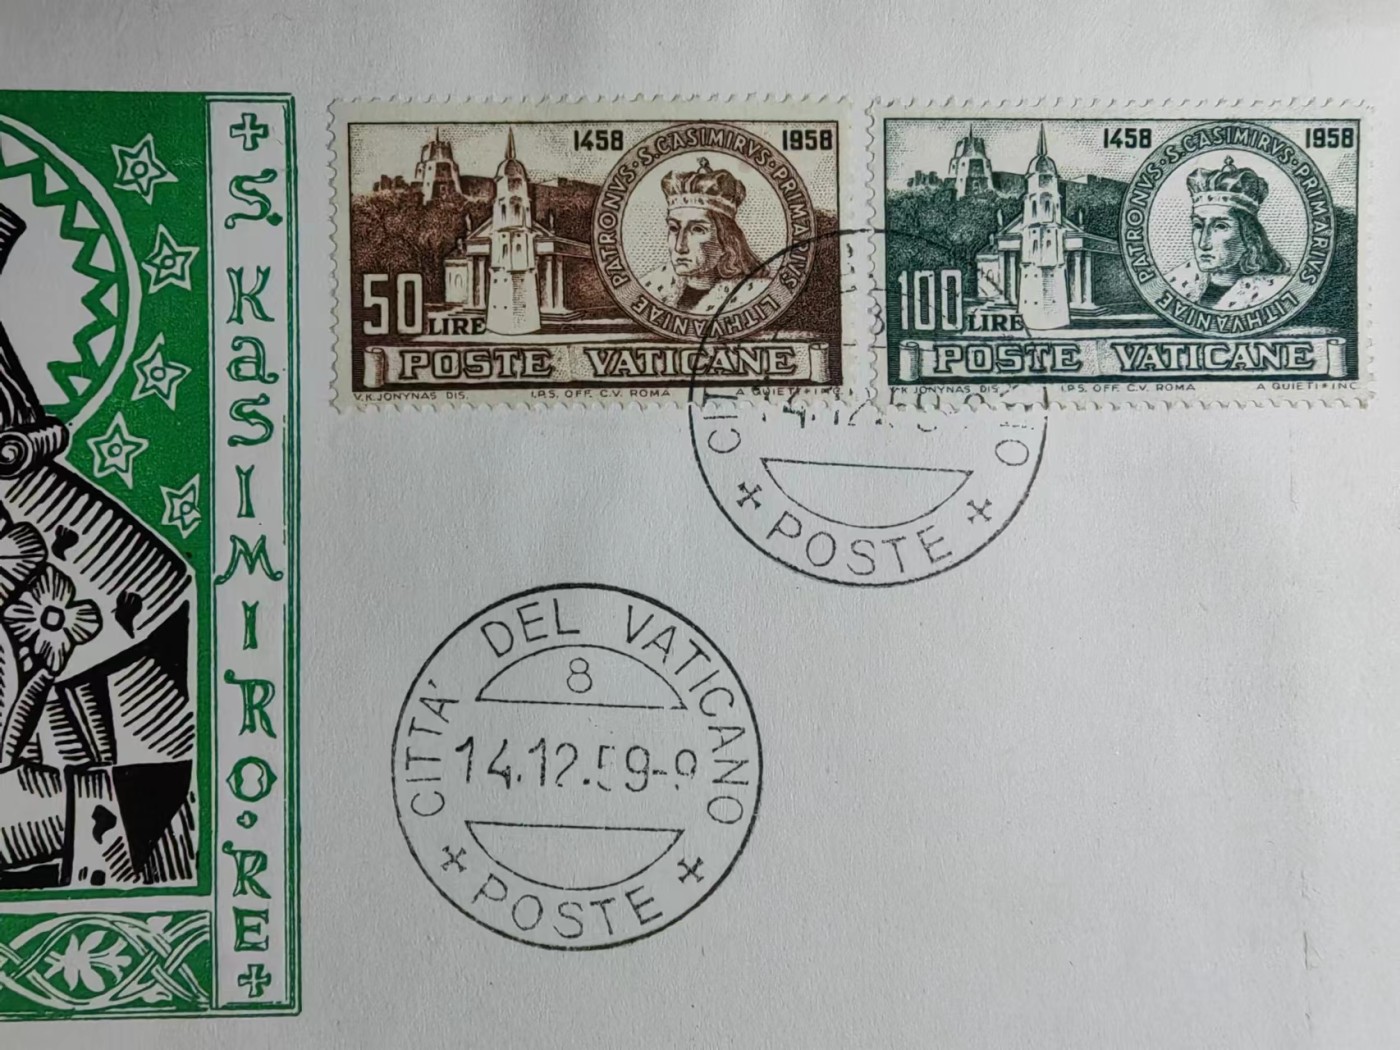 + S. KaSIMIRO·RE +
1458 1958
PATRONVS·S.CASIMIRVS·PRIMARIVS LITHVANIAE
50 LIRE
POSTE VATICANE
V.K.JONYNAS DIS. I.P.S. OFF. C.V. ROMA A QUIETI•INC
1458 1958
PATRONVS·S.CASIMIRVS·PRIMARIVS LITHVANIAE
100 LIRE
POSTE VATICANE
V.K JONYNAS DIS. I.P.S. OFF. C.V. ROMA A QUIETI•INC
+ POSTE +
CITTA' DEL VATICANO
8
14.12.59-9
+ POSTE +